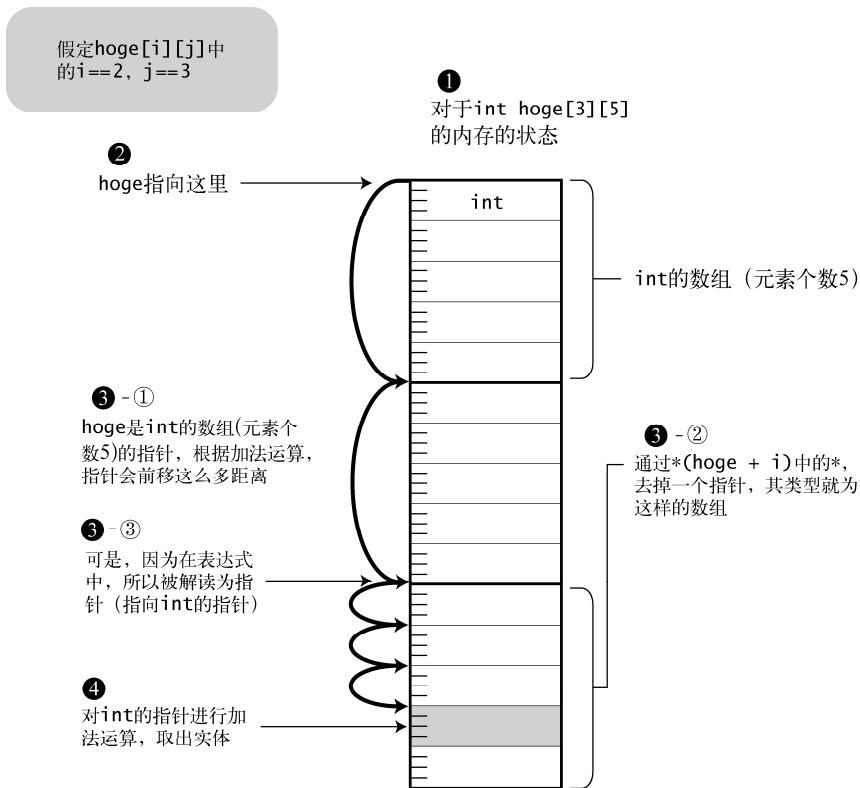 假定hoge[i][j]中
的i==2，j==3
❶
对于int hoge[3][5]
的内存的状态
❷
hoge指向这里
int
int的数组（元素个数5）
❸-①
hoge是int的数组(元素个
数5)的指针，根据加法运算，
指针会前移这么多距离
❸-②
通过*(hoge + i)中的*，
去掉一个指针，其类型就为
这样的数组
❸-③
可是，因为在表达式
中，所以被解读为指
针（指向int的指针）
❹
对int的指针进行加
法运算，取出实体